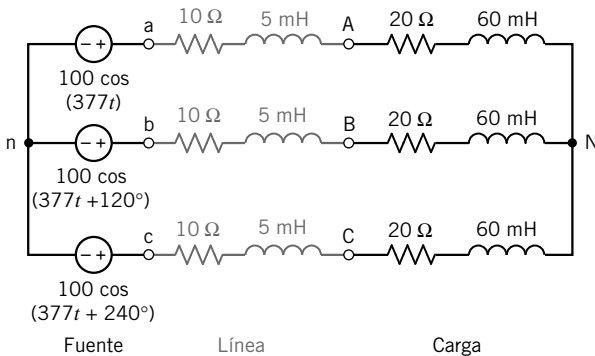 a 10 Ω 5 mH A 20 Ω 60 mH
- +
100 cos
(377t)
b 10 Ω 5 mH B 20 Ω 60 mH
n - + N
100 cos
(377t +120°)
c 10 Ω 5 mH C 20 Ω 60 mH
- +
100 cos
(377t + 240°)
Fuente Línea Carga